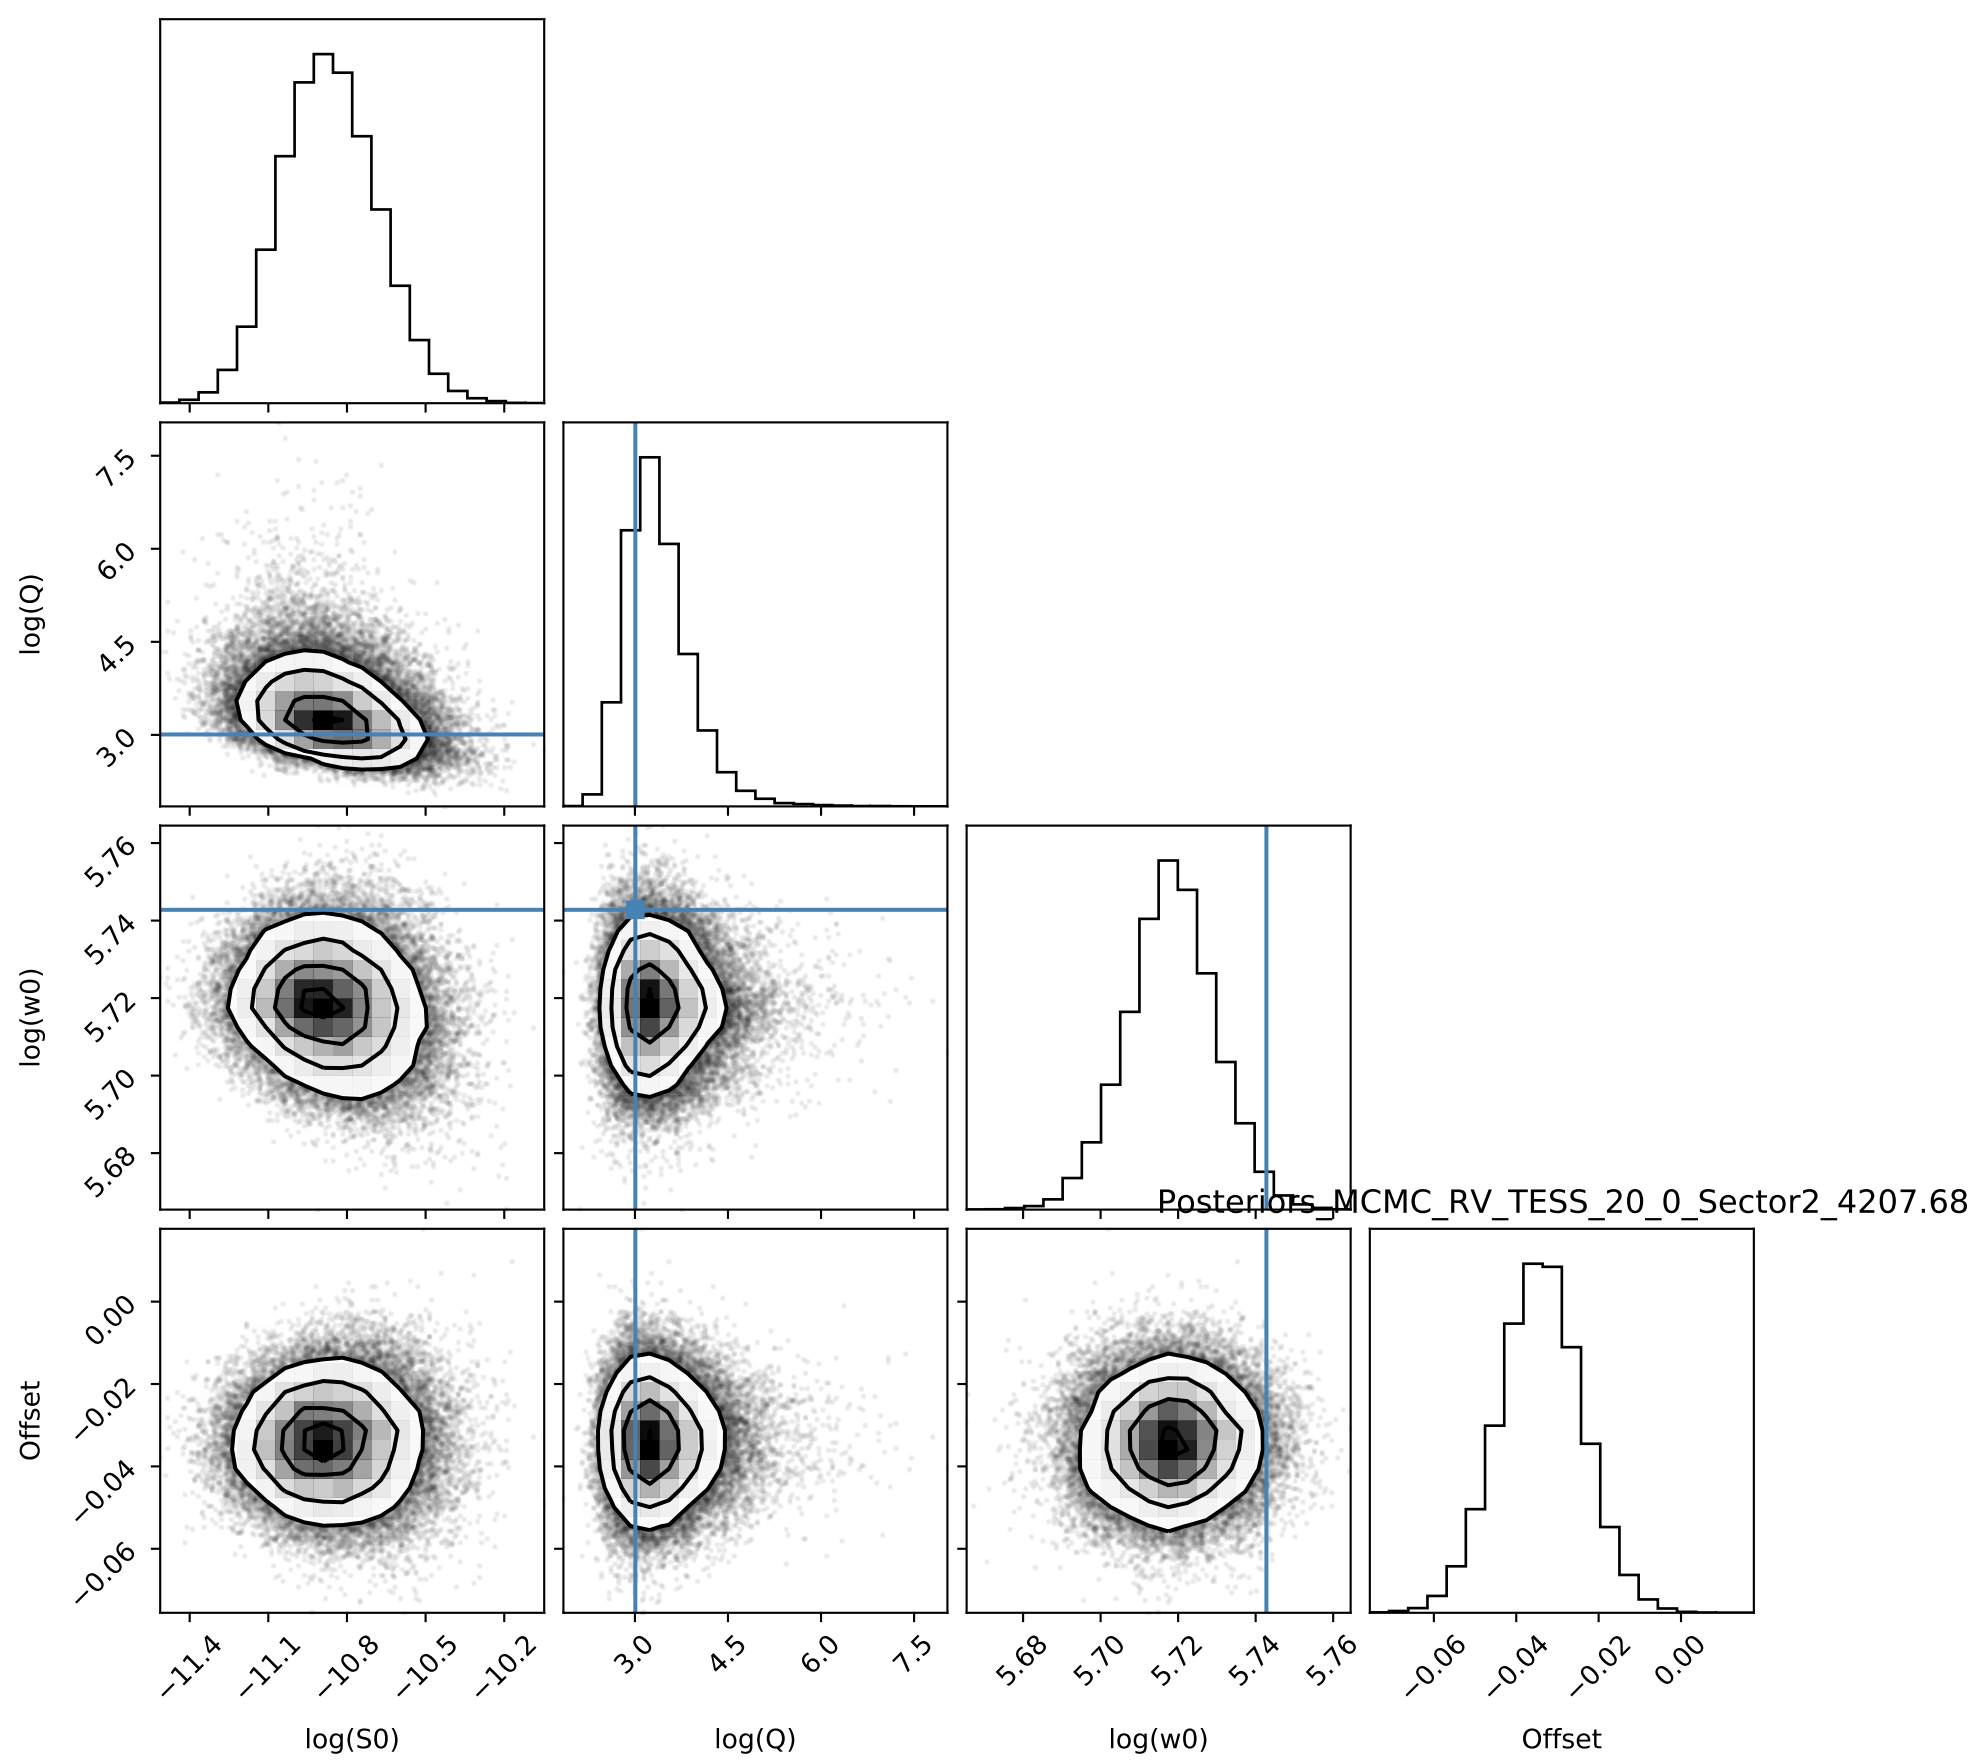 7.5
6.0
4.5
3.0
log(Q)
5.76
5.74
5.72
5.70
5.68
log(w0)
Posteriors_MCMC_RV_TESS_20_0_Sector2_4207.68
0.00
−0.02
−0.04
−0.06
Offset
−11.4 −11.1 −10.8 −10.5 −10.2 3.0 4.5 6.0 7.5 5.68 5.70 5.72 5.74 5.76 −0.06 −0.04 −0.02 0.00
log(S0) log(Q) log(w0) Offset